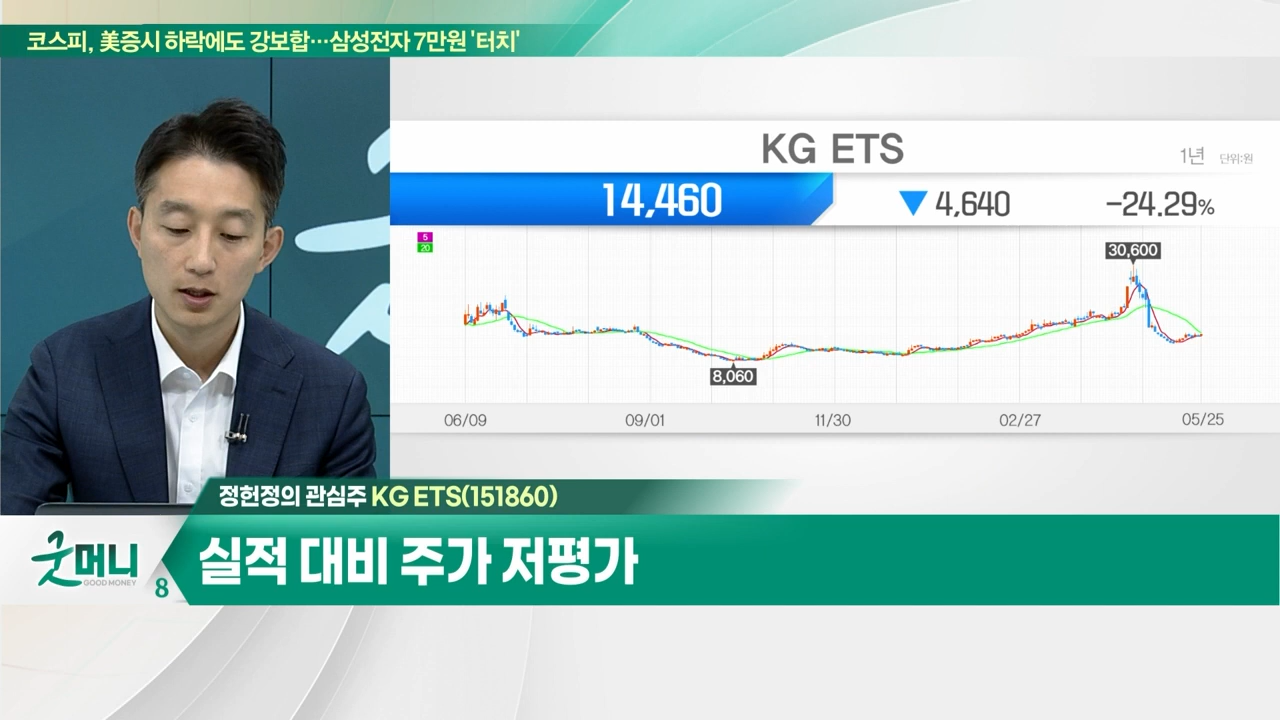 코스피, 美증시 하락에도 강보합…삼성전자 7만원 '터치'
KG ETS
1년 단위:원
14,460 ▼ 4,640 -24.29%
5
20
30,600
8,060
06/09 09/01 11/30 02/27 05/25
정헌정의 관심주 KG ETS(151860)
실적 대비 주가 저평가
굿머니
GOOD MONEY
8